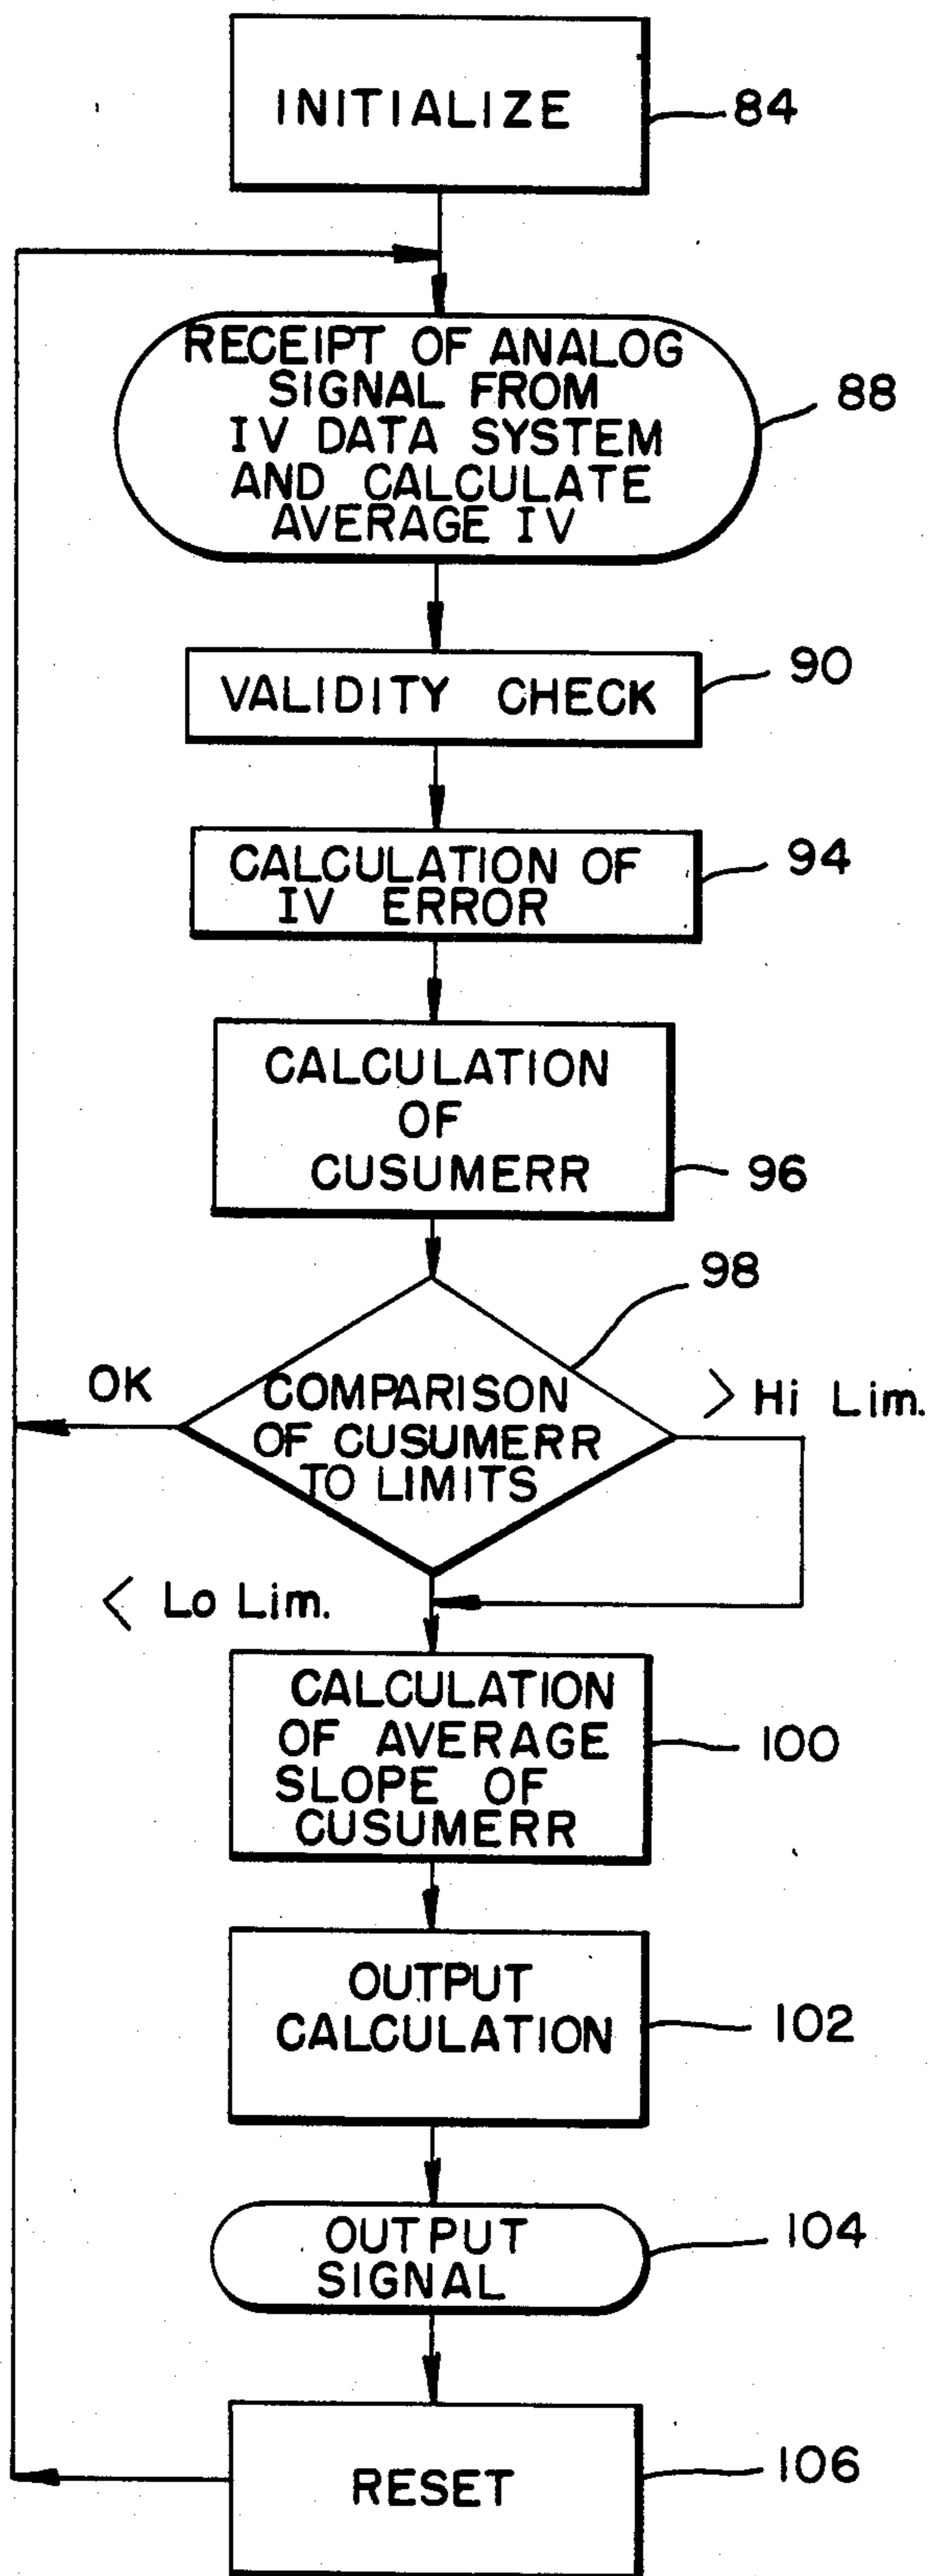 INITIALIZE
84
RECEIPT OF ANALOG
SIGNAL FROM
IV DATA SYSTEM
AND CALCULATE
AVERAGE IV
88
VALIDITY CHECK
90
CALCULATION OF
IV ERROR
94
CALCULATION
OF
CUSUMERR
96
98
OK
COMPARISON
OF CUSUMERR
TO LIMITS
> Hi Lim.
< Lo Lim.
CALCULATION
OF AVERAGE
SLOPE OF
CUSUMERR
100
OUTPUT
CALCULATION
102
OUTPUT
SIGNAL
104
RESET
106